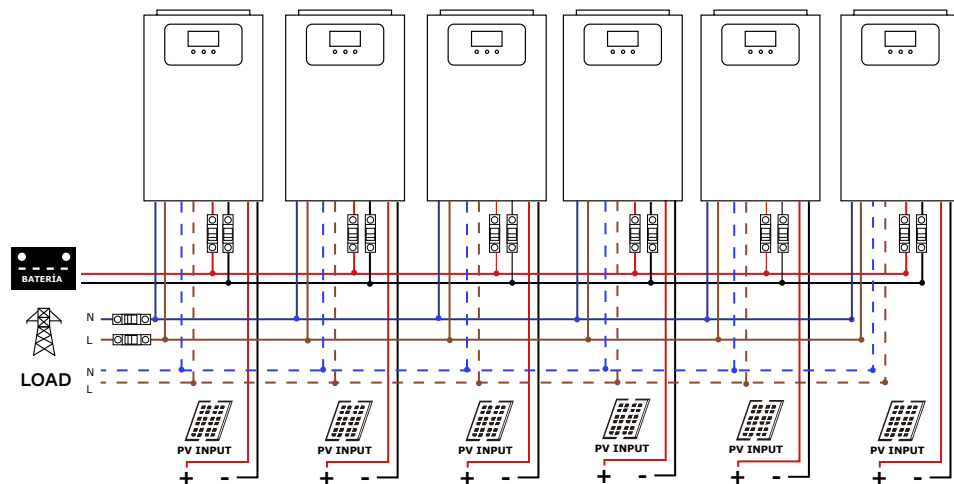 BATERÍA
N
L
LOAD
N
L
PV INPUT PV INPUT PV INPUT PV INPUT PV INPUT PV INPUT
+ - + - + - + - + - + -